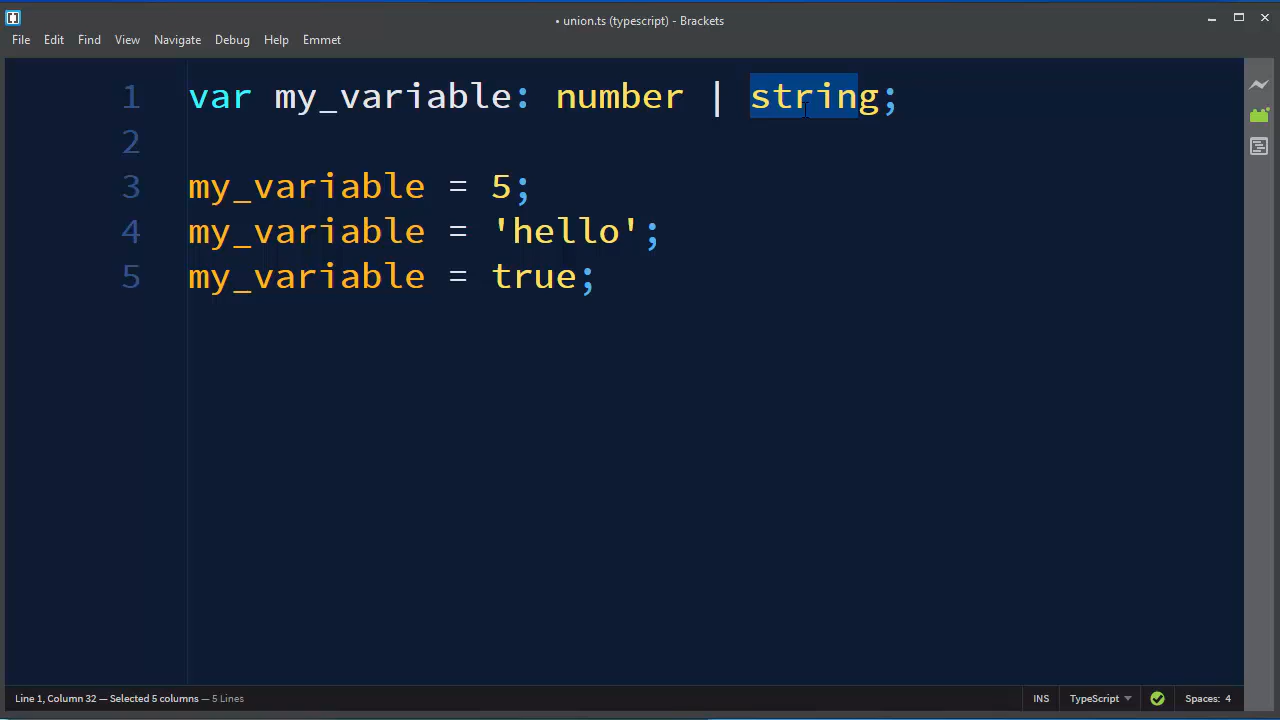 • union.ts (typescript) - Brackets
File Edit Find View Navigate Debug Help Emmet
1 var my_variable: number | string;
2
3 my_variable = 5;
4 my_variable = 'hello';
5 my_variable = true;
Line 1, Column 32 — Selected 5 columns — 5 Lines INS TypeScript Spaces: 4